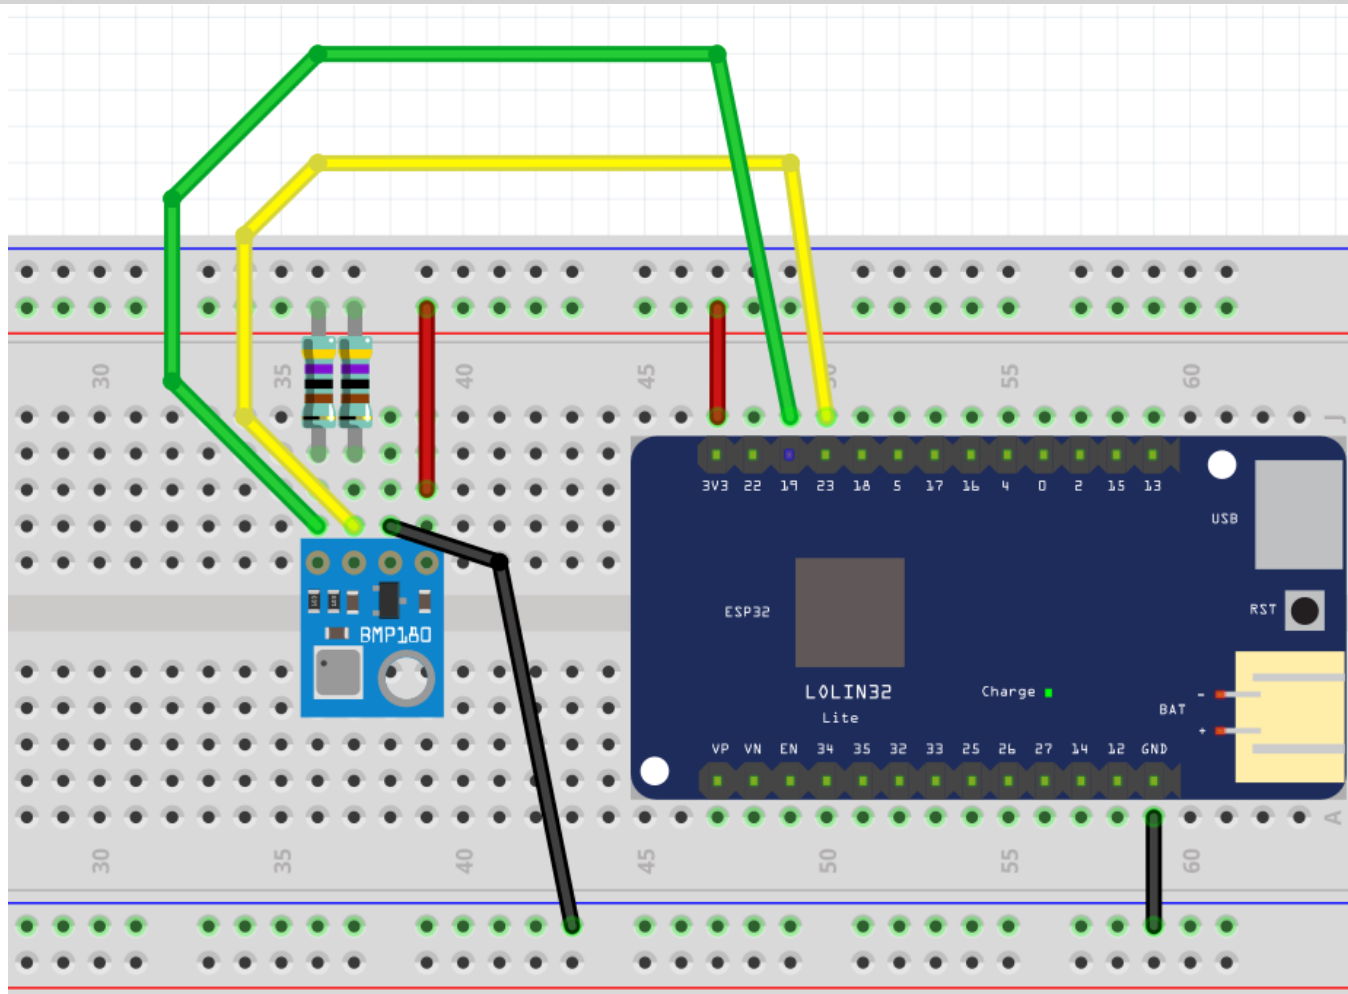 30 35 40 45 50 55 60
J
3V3 22 19 23 18 5 17 16 4 0 2 15 13
USB
ESP32
RST
BMP180
LOLIN32
Charge
Lite
-
BAT
+
VP VN EN 34 35 32 33 25 26 27 14 12 GND
A
30 35 40 45 50 55 60